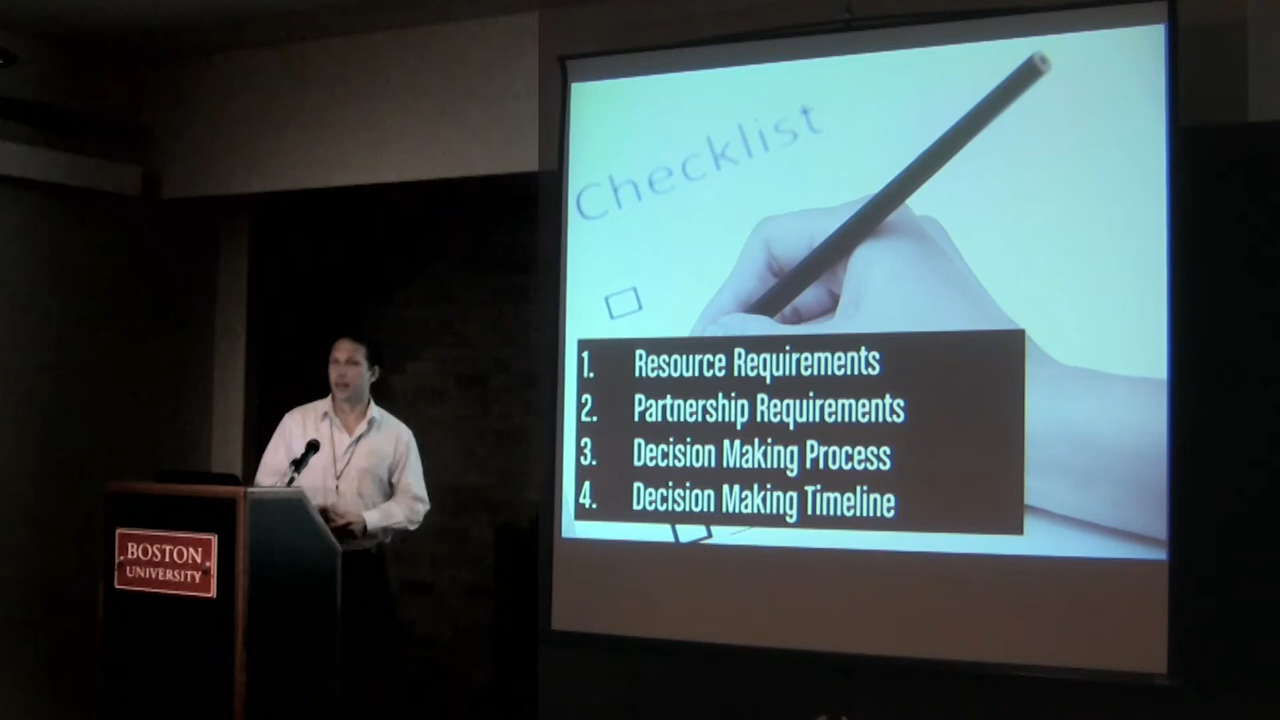 Checklist
1. Resource Requirements
2. Partnership Requirements
3. Decision Making Process
4. Decision Making Timeline
BOSTON
UNIVERSITY